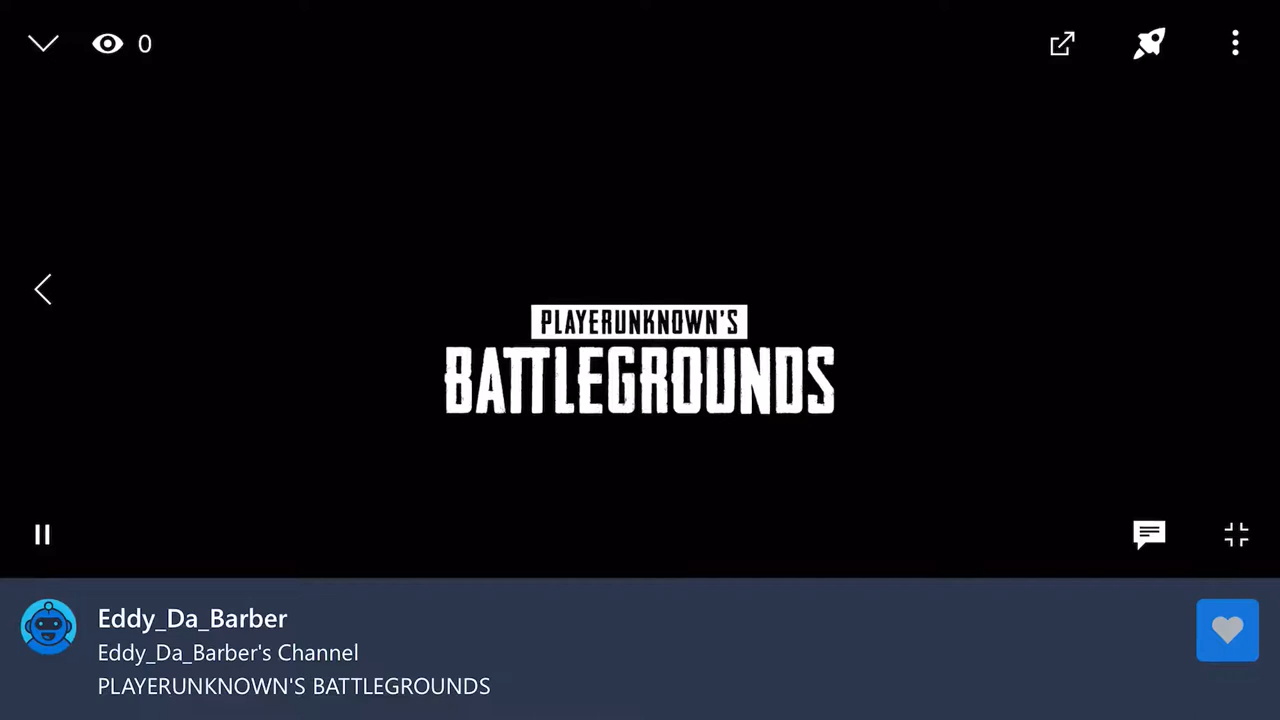 0
PLAYERUNKNOWN'S
BATTLEGROUNDS
Eddy_Da_Barber
Eddy_Da_Barber's Channel
PLAYERUNKNOWN'S BATTLEGROUNDS